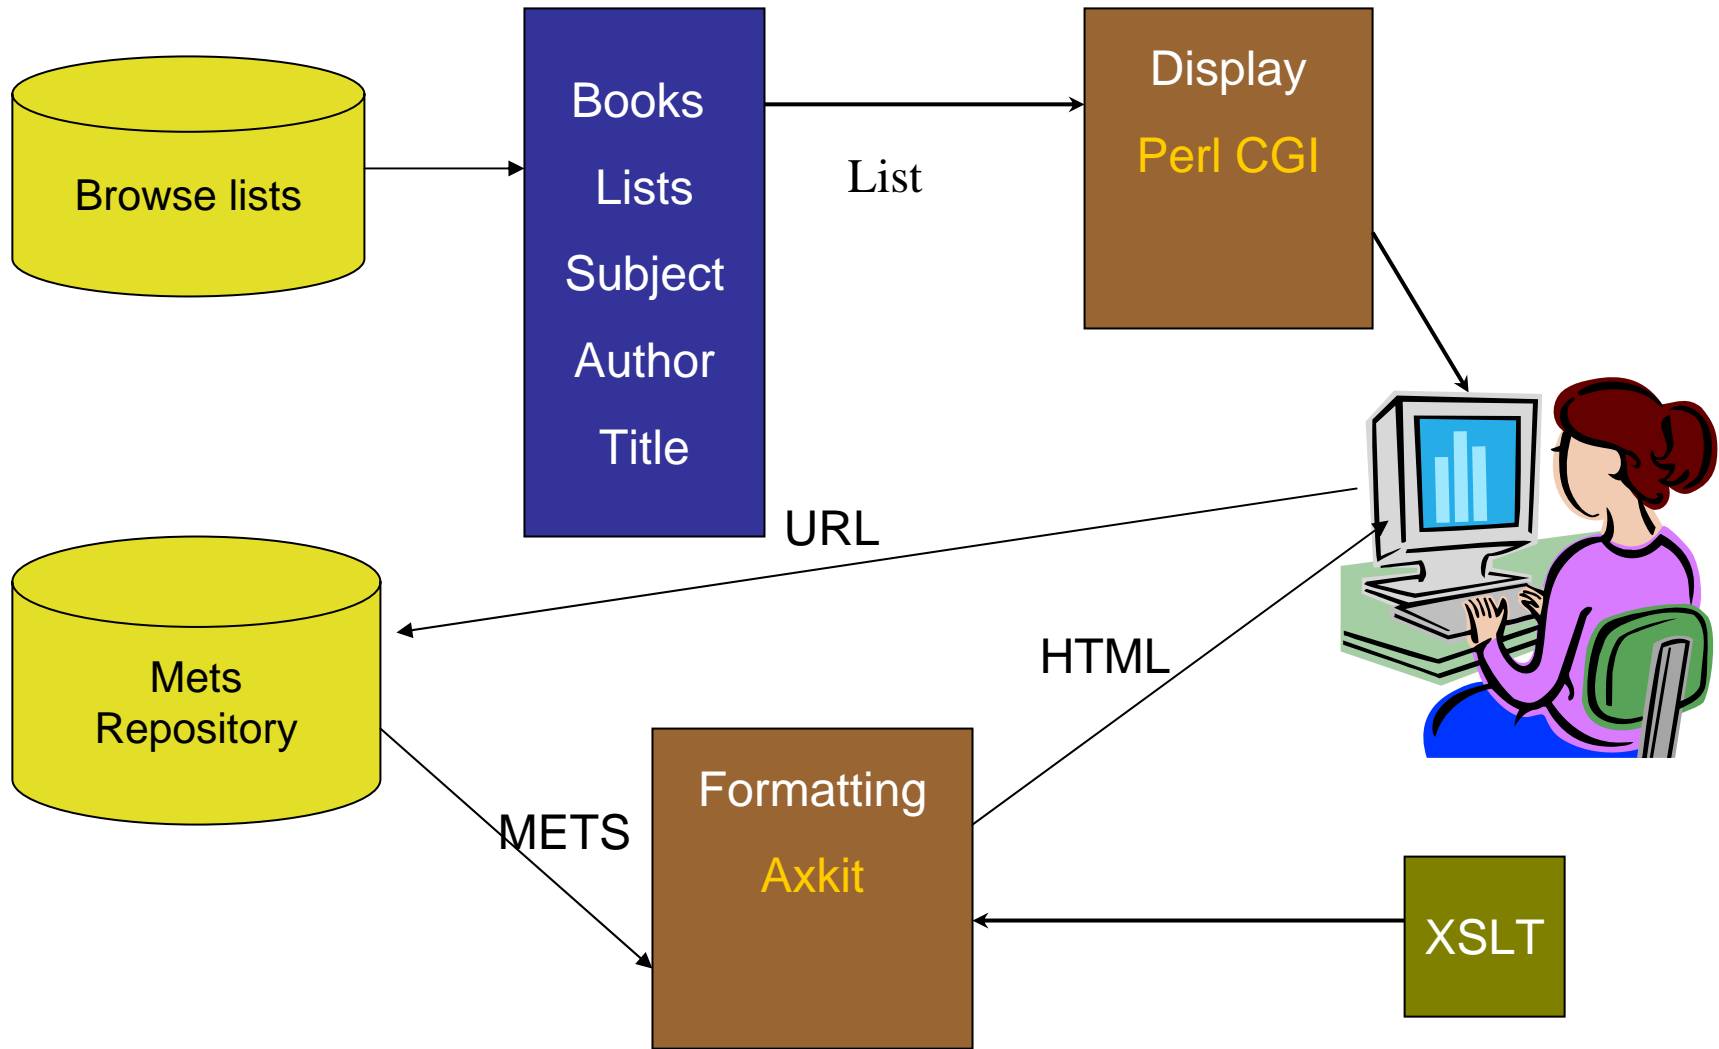 Browse lists
Books
Lists
Subject
Author
Title
List
Display
Perl CGI
URL
Mets
Repository
METS
HTML
Formatting
Axkit
XSLT